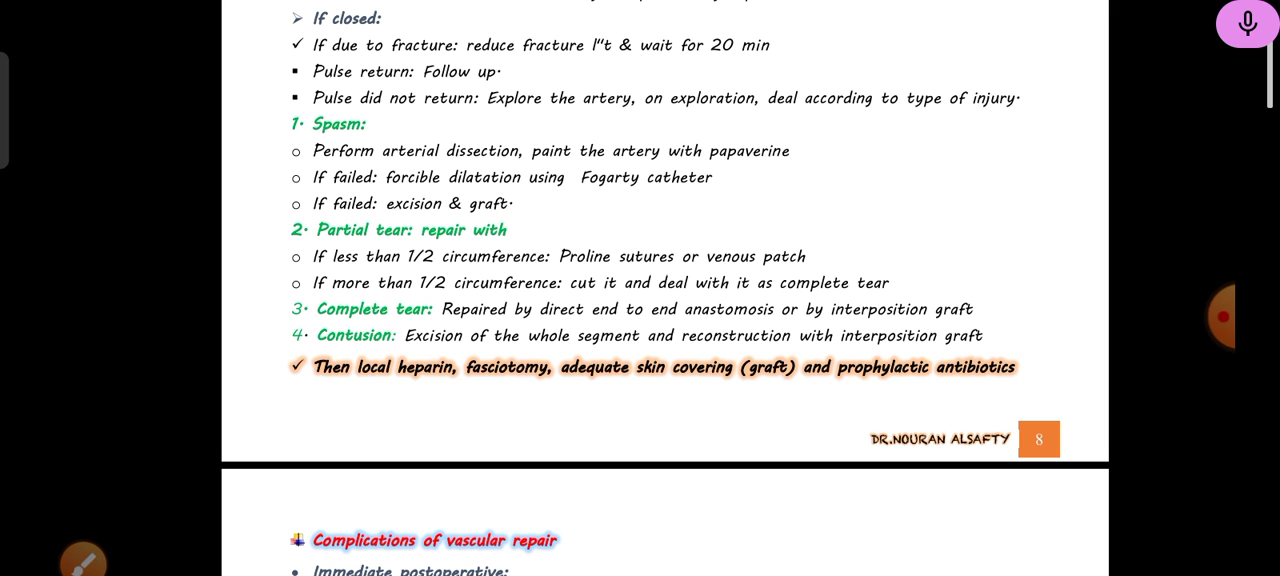 ➢ If closed:
✓ If due to fracture: reduce fracture 1"t & wait for 20 min
▪ Pulse return: Follow up.
▪ Pulse did not return: Explore the artery, on exploration, deal according to type of injury.
1. Spasm:
o Perform arterial dissection, paint the artery with papaverine
o If failed: forcible dilatation using Fogarty catheter
o If failed: excision & graft.
2. Partial tear: repair with
o If less than 1/2 circumference: Proline sutures or venous patch
o If more than 1/2 circumference: cut it and deal with it as complete tear
3. Complete tear: Repaired by direct end to end anastomosis or by interposition graft
4. Contusion: Excision of the whole segment and reconstruction with interposition graft
✓ Then local heparin, fasciotomy, adequate skin covering (graft) and prophylactic antibiotics
DR.NOURAN ALSAFTY 8
Complications of vascular repair
• Immediate postoperative: